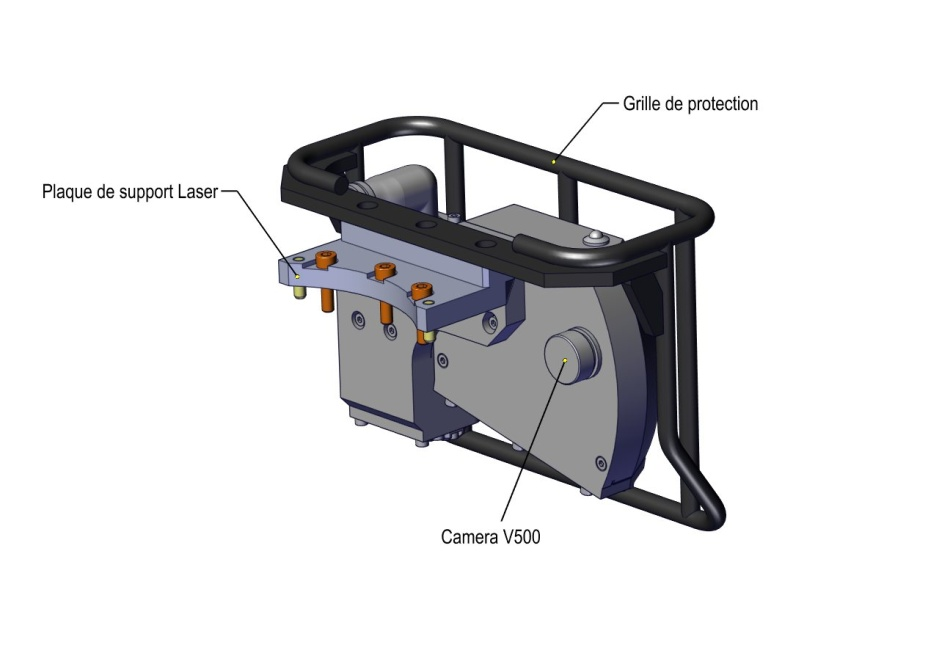 Grille de protection
Plaque de support Laser
Camera V500